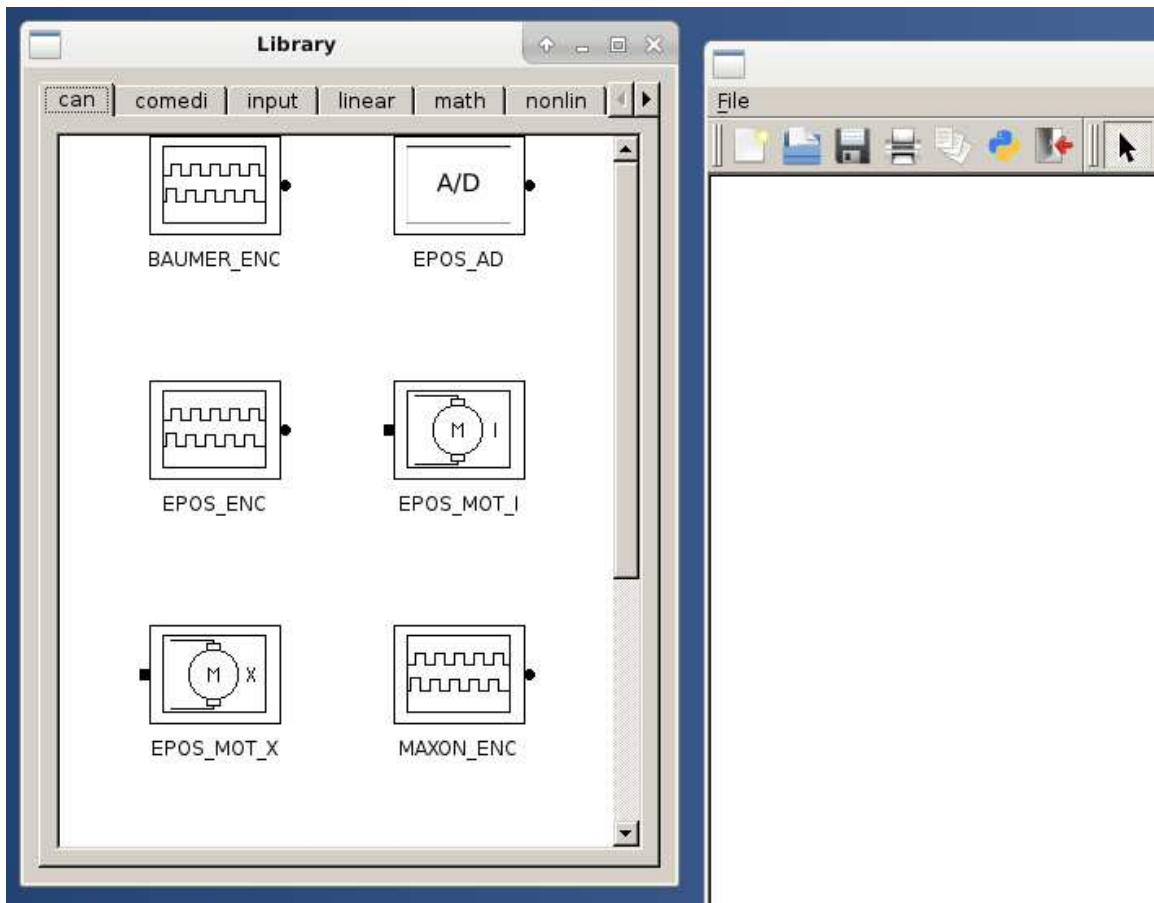 Library
can comedi input linear math nonlin
A/D
BAUMER_ENC EPOS_AD
M I
EPOS_ENC EPOS_MOT_I
M X
EPOS_MOT_X MAXON_ENC
File